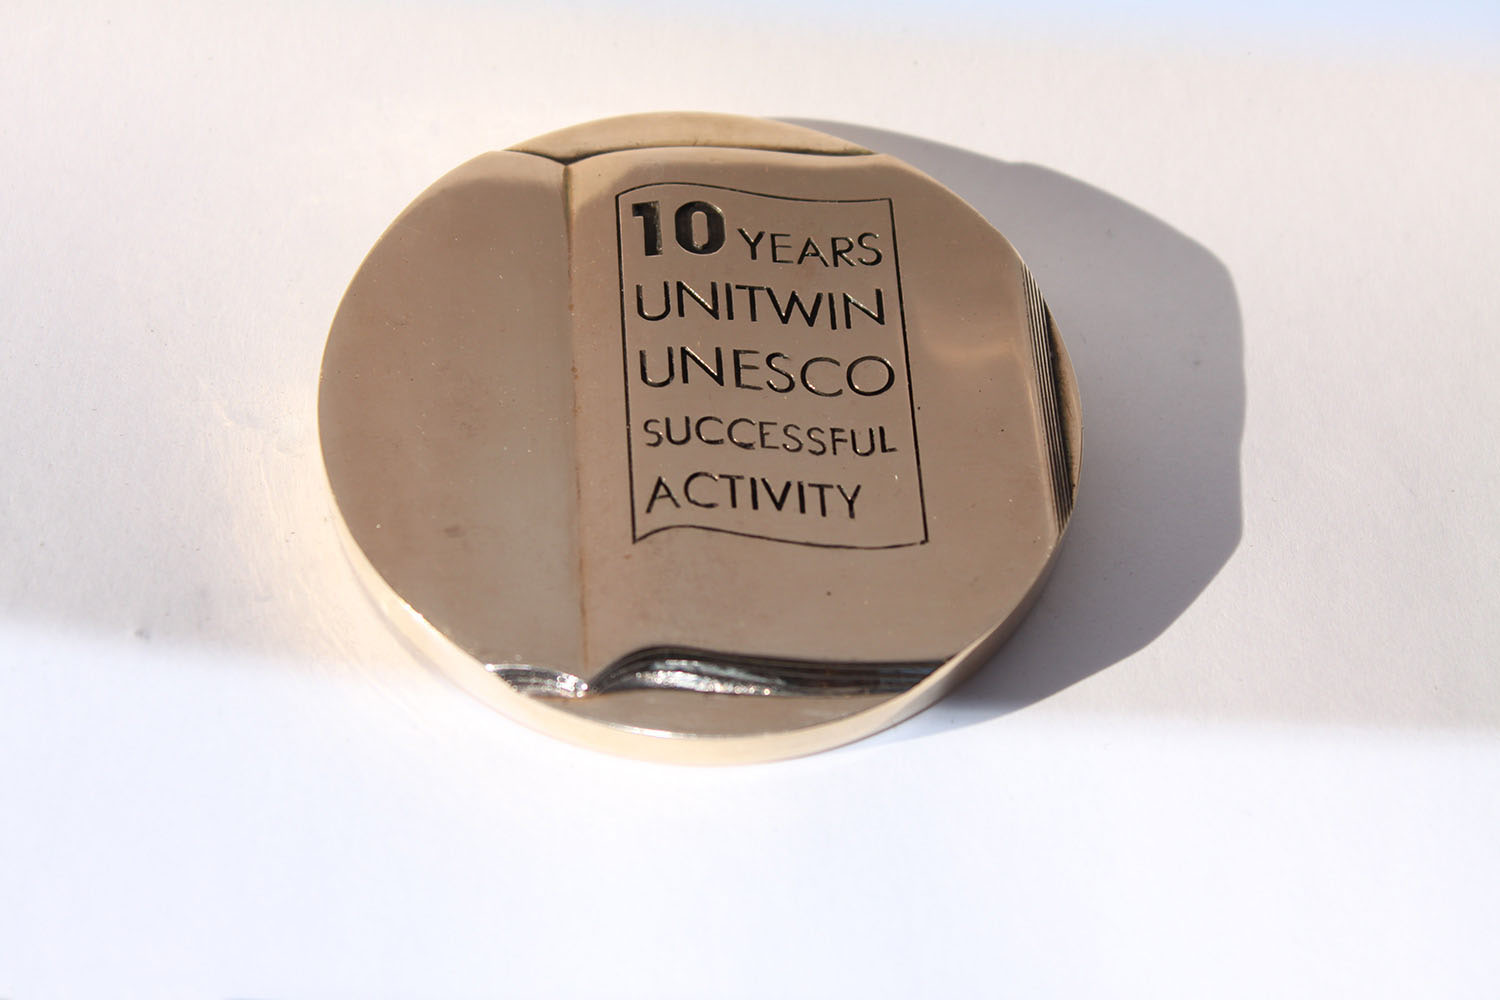 10 YEARS
UNITWIN
UNESCO
SUCCESSFUL
ACTIVITY